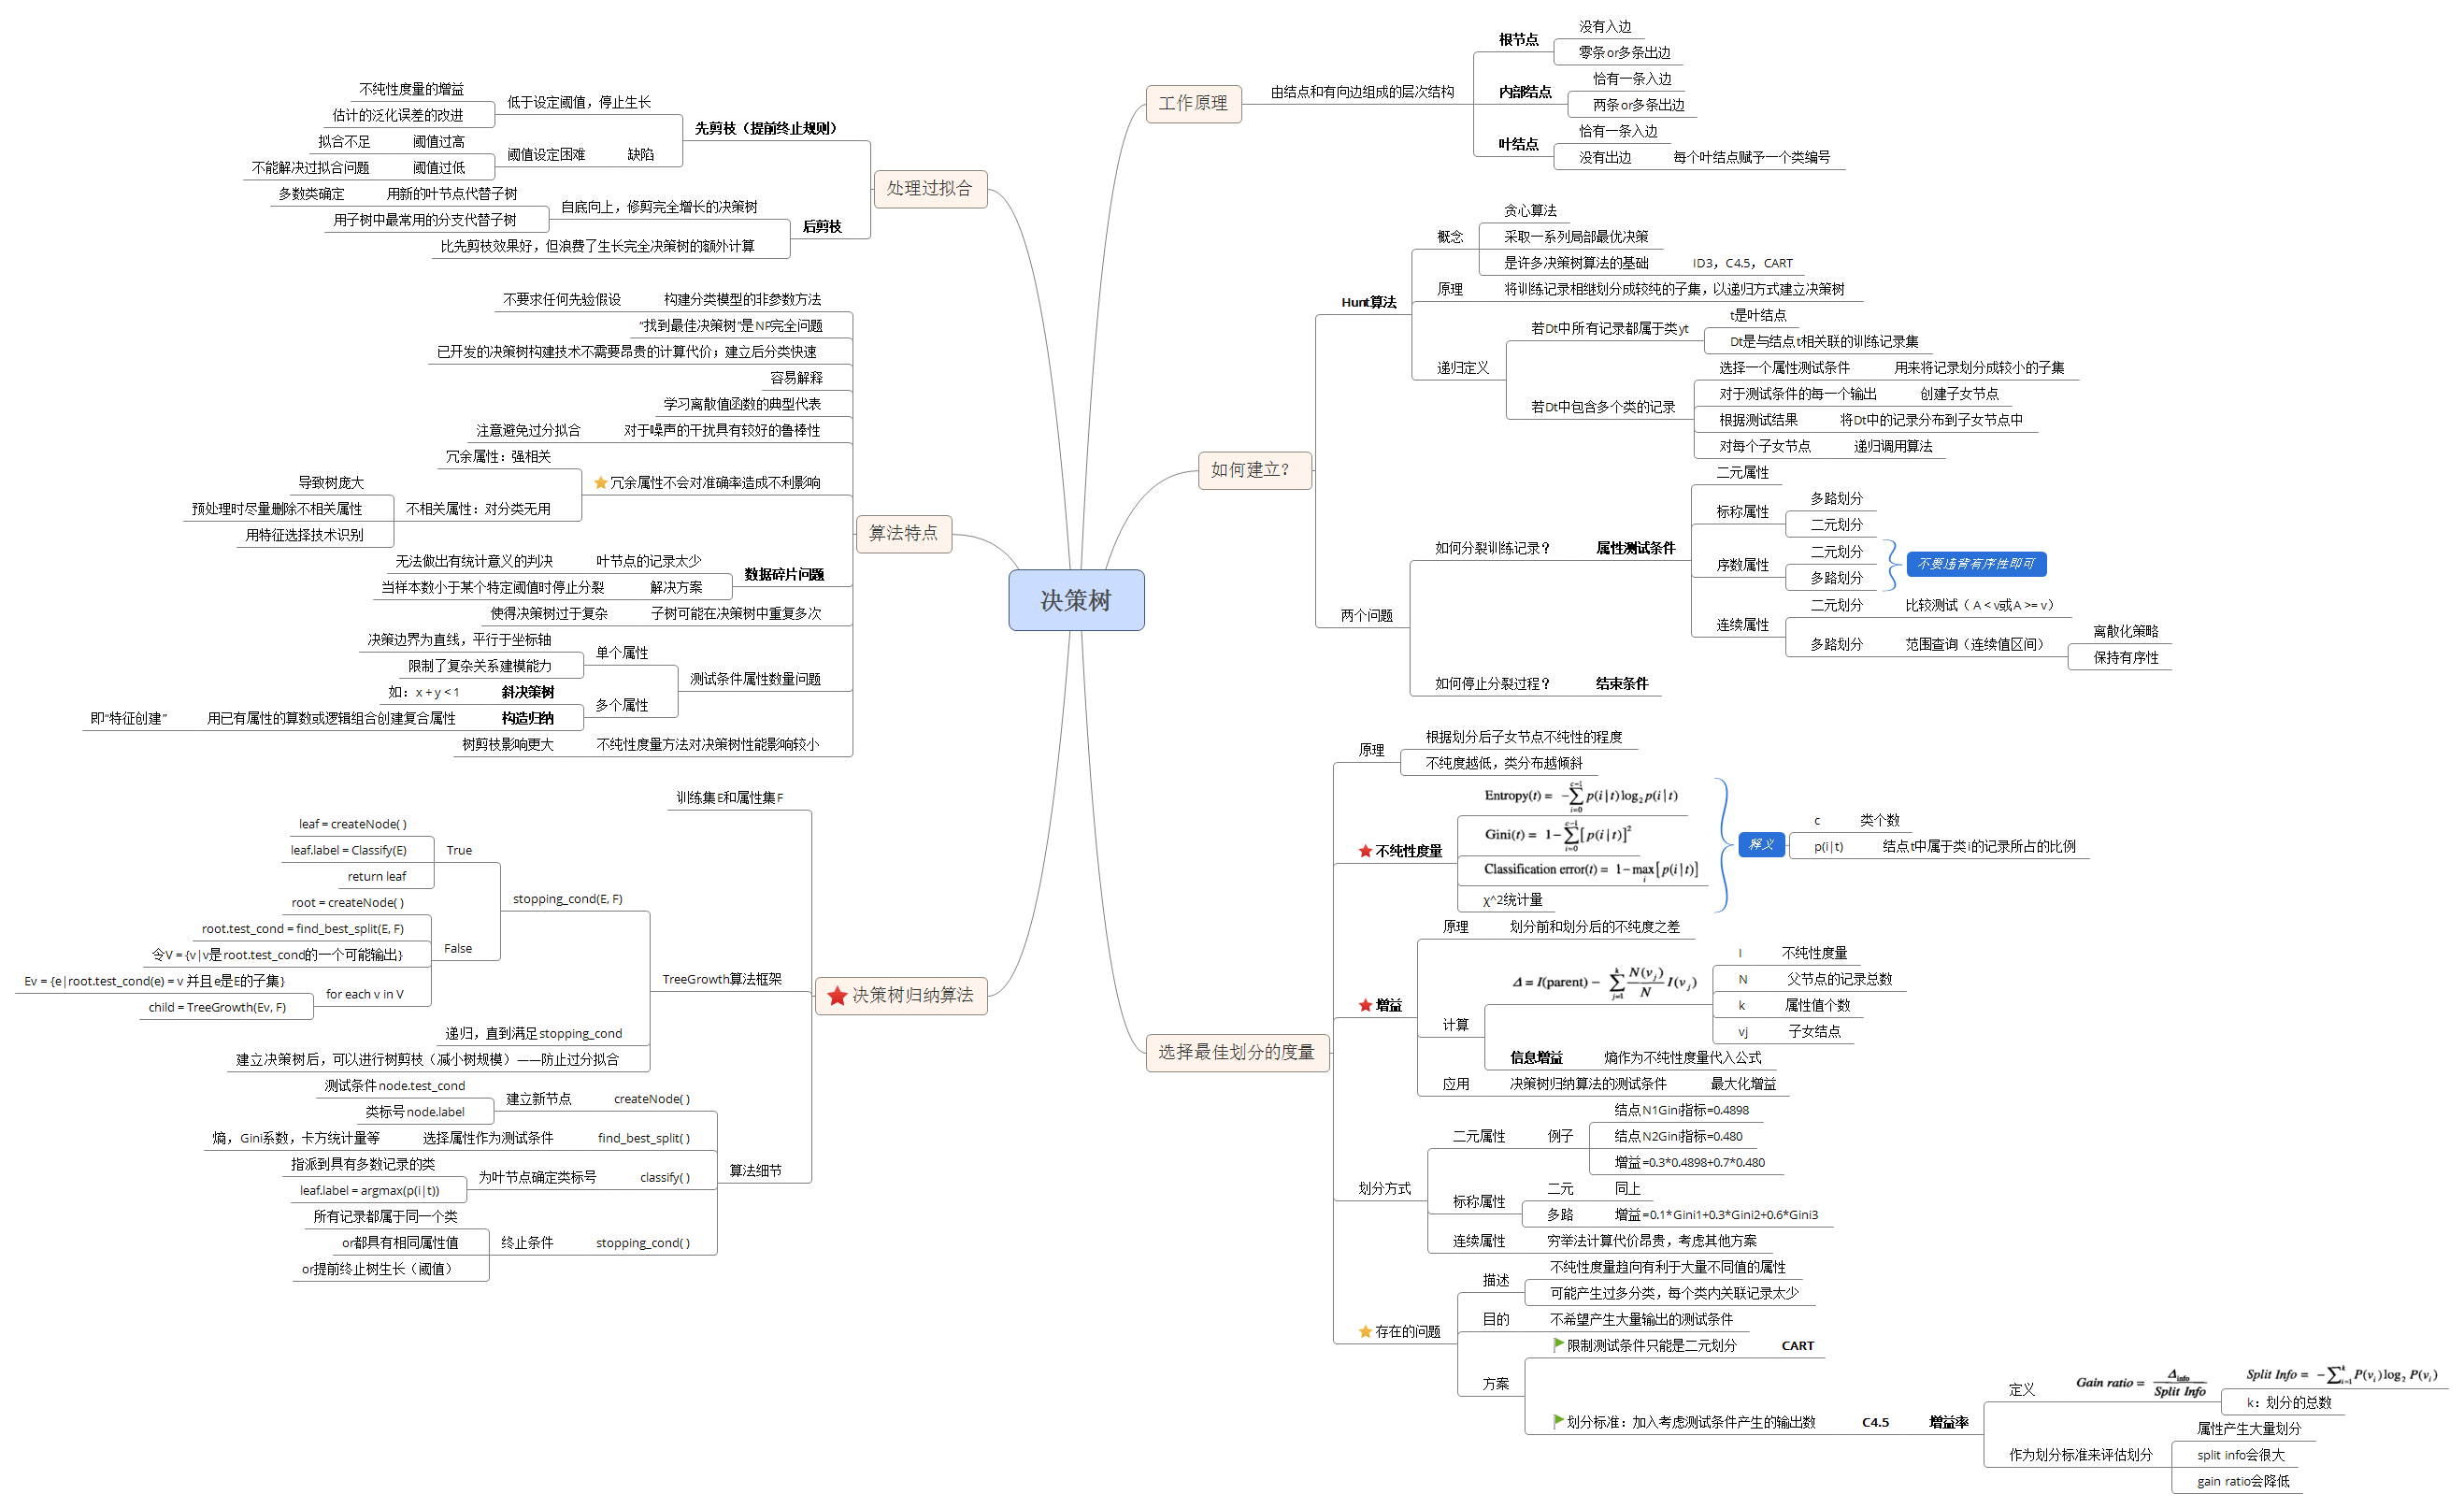 决策树
工作原理
由结点和有向边组成的层次结构
根节点
没有入边
零条or多条出边
内部结点
恰有一条入边
两条or多条出边
叶结点
恰有一条入边
没有出边
每个叶结点赋予一个类编号
如何建立？
Hunt算法
概念
贪心算法
采取一系列局部最优决策
是许多决策树算法的基础
ID3，C4.5，CART
原理
将训练记录相继划分成较纯的子集，以递归方式建立决策树
递归定义
若Dt中所有记录都属于类yt
t是叶结点
Dt是与结点t相关联的训练记录集
若Dt中包含多个类的记录
选择一个属性测试条件
用来将记录划分成较小的子集
对于测试条件的每一个输出
创建子女节点
根据测试结果
将Dt中的记录分布到子女节点中
对每个子女节点
递归调用算法
两个问题
如何分裂训练记录？
属性测试条件
二元属性
标称属性
多路划分
二元划分
序数属性
二元划分
多路划分
不要违背有序性即可
连续属性
二元划分
比较测试（A < v或A >= v）
多路划分
范围查询（连续值区间）
离散化策略
保持有序性
如何停止分裂过程？
结束条件
选择最佳划分的度量
原理
根据划分后子女节点不纯性的程度
不纯度越低，类分布越倾斜
不纯性度量
Entropy(t) = −∑_{i=0}^{c−1} p(i|t)log₂p(i|t)
Gini(t) = 1−∑_{i=0}^{c−1}[p(i|t)]²
Classification error(t) = 1−max_i[p(i|t)]
χ^2统计量
释义
c
类个数
p(i|t)
结点t中属于类i的记录所占的比例
增益
原理
划分前和划分后的不纯度之差
计算
Δ = I(parent) − ∑_{j=1}^{k} N(v_j)/N I(v_j)
I
不纯性度量
N
父节点的记录总数
k
属性值个数
vj
子女结点
信息增益
熵作为不纯性度量代入公式
应用
决策树归纳算法的测试条件
最大化增益
划分方式
二元属性
例子
结点N1Gini指标=0.4898
结点N2Gini指标=0.480
增益=0.3*0.4898+0.7*0.480
标称属性
二元
同上
多路
增益=0.1*Gini1+0.3*Gini2+0.6*Gini3
连续属性
穷举法计算代价昂贵，考虑其他方案
存在的问题
描述
不纯性度量趋向有利于大量不同值的属性
可能产生过多分类，每个类内关联记录太少
目的
不希望产生大量输出的测试条件
方案
限制测试条件只能是二元划分
CART
划分标准：加入考虑测试条件产生的输出数
C4.5
增益率
定义
Gain ratio = Δ_info / Split Info
Split Info = −∑_{i=1}^{k} P(v_i)log₂ P(v_i)
k：划分的总数
作为划分标准来评估划分
属性产生大量划分
split info会很大
gain ratio会降低
处理过拟合
先剪枝（提前终止规则）
低于设定阈值，停止生长
不纯性度量的增益
估计的泛化误差的改进
缺陷
阈值设定困难
阈值过高
拟合不足
阈值过低
不能解决过拟合问题
后剪枝
自底向上，修剪完全增长的决策树
用新的叶节点代替子树
多数类确定
用子树中最常用的分支代替子树
比先剪枝效果好，但浪费了生长完全决策树的额外计算
算法特点
构建分类模型的非参数方法
不要求任何先验假设
“找到最佳决策树”是NP完全问题
已开发的决策树构建技术不需要昂贵的计算代价；建立后分类快速
容易解释
学习离散值函数的典型代表
对于噪声的干扰具有较好的鲁棒性
注意避免过分拟合
冗余属性不会对准确率造成不利影响
冗余属性：强相关
不相关属性：对分类无用
导致树庞大
预处理时尽量删除不相关属性
用特征选择技术识别
数据碎片问题
叶节点的记录太少
无法做出有统计意义的判决
解决方案
当样本数小于某个特定阈值时停止分裂
子树可能在决策树中重复多次
使得决策树过于复杂
测试条件属性数量问题
单个属性
决策边界为直线，平行于坐标轴
限制了复杂关系建模能力
多个属性
斜决策树
如：x + y < 1
构造归纳
用已有属性的算数或逻辑组合创建复合属性
即“特征创建”
不纯性度量方法对决策树性能影响较小
树剪枝影响更大
决策树归纳算法
训练集E和属性集F
TreeGrowth算法框架
stopping_cond(E, F)
True
leaf = createNode( )
leaf.label = Classify(E)
return leaf
False
root = createNode( )
root.test_cond = find_best_split(E, F)
令V = {v|v是root.test_cond的一个可能输出}
for each v in V
Ev = {e|root.test_cond(e) = v 并且e是E的子集}
child = TreeGrowth(Ev, F)
递归，直到满足stopping_cond
建立决策树后，可以进行树剪枝（减小树规模）——防止过分拟合
算法细节
createNode( )
建立新节点
测试条件node.test_cond
类标号node.label
find_best_split( )
选择属性作为测试条件
熵，Gini系数，卡方统计量等
classify( )
为叶节点确定类标号
指派到具有多数记录的类
leaf.label = argmax(p(i|t))
stopping_cond( )
终止条件
所有记录都属于同一个类
or都具有相同属性值
or提前终止树生长（阈值）